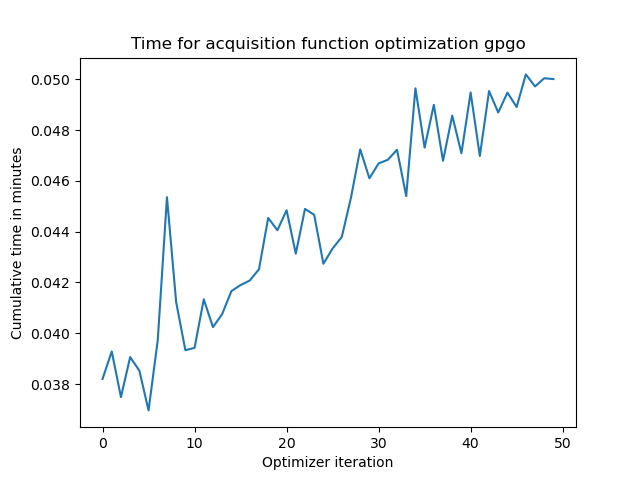 Time for acquisition function optimization gpgo
Cumulative time in minutes
0.050
0.048
0.046
0.044
0.042
0.040
0.038
0 10 20 30 40 50
Optimizer iteration